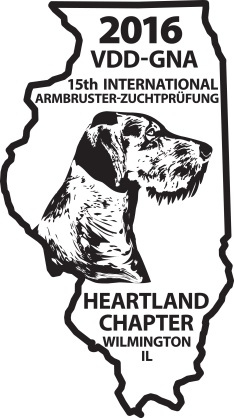 2016
VDD-GNA
15th INTERNATIONAL
ARMBRUSTER-ZUCHTPRÜFUNG
HEARTLAND
CHAPTER
WILMINGTON
IL